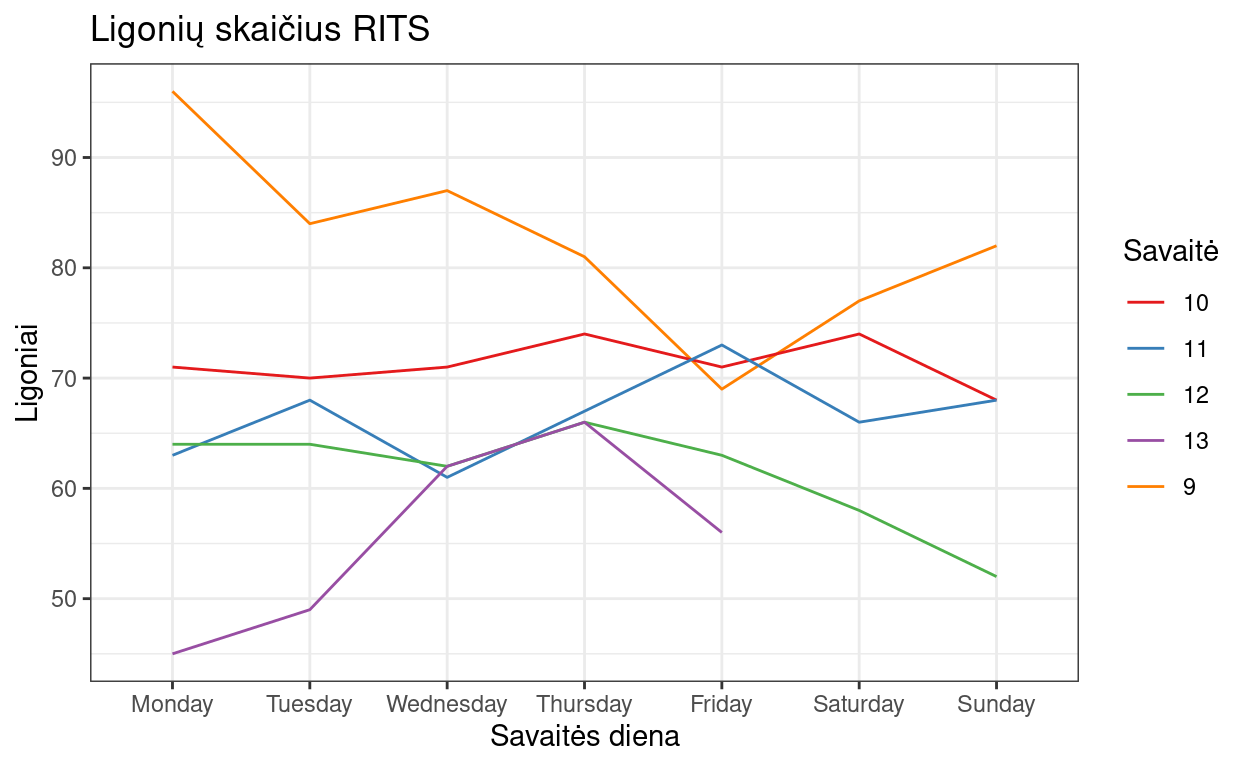 Ligonių skaičius RITS
Ligoniai
90
80
70
60
50
Monday Tuesday Wednesday Thursday Friday Saturday Sunday
Savaitės diena
Savaitė
10
11
12
13
9